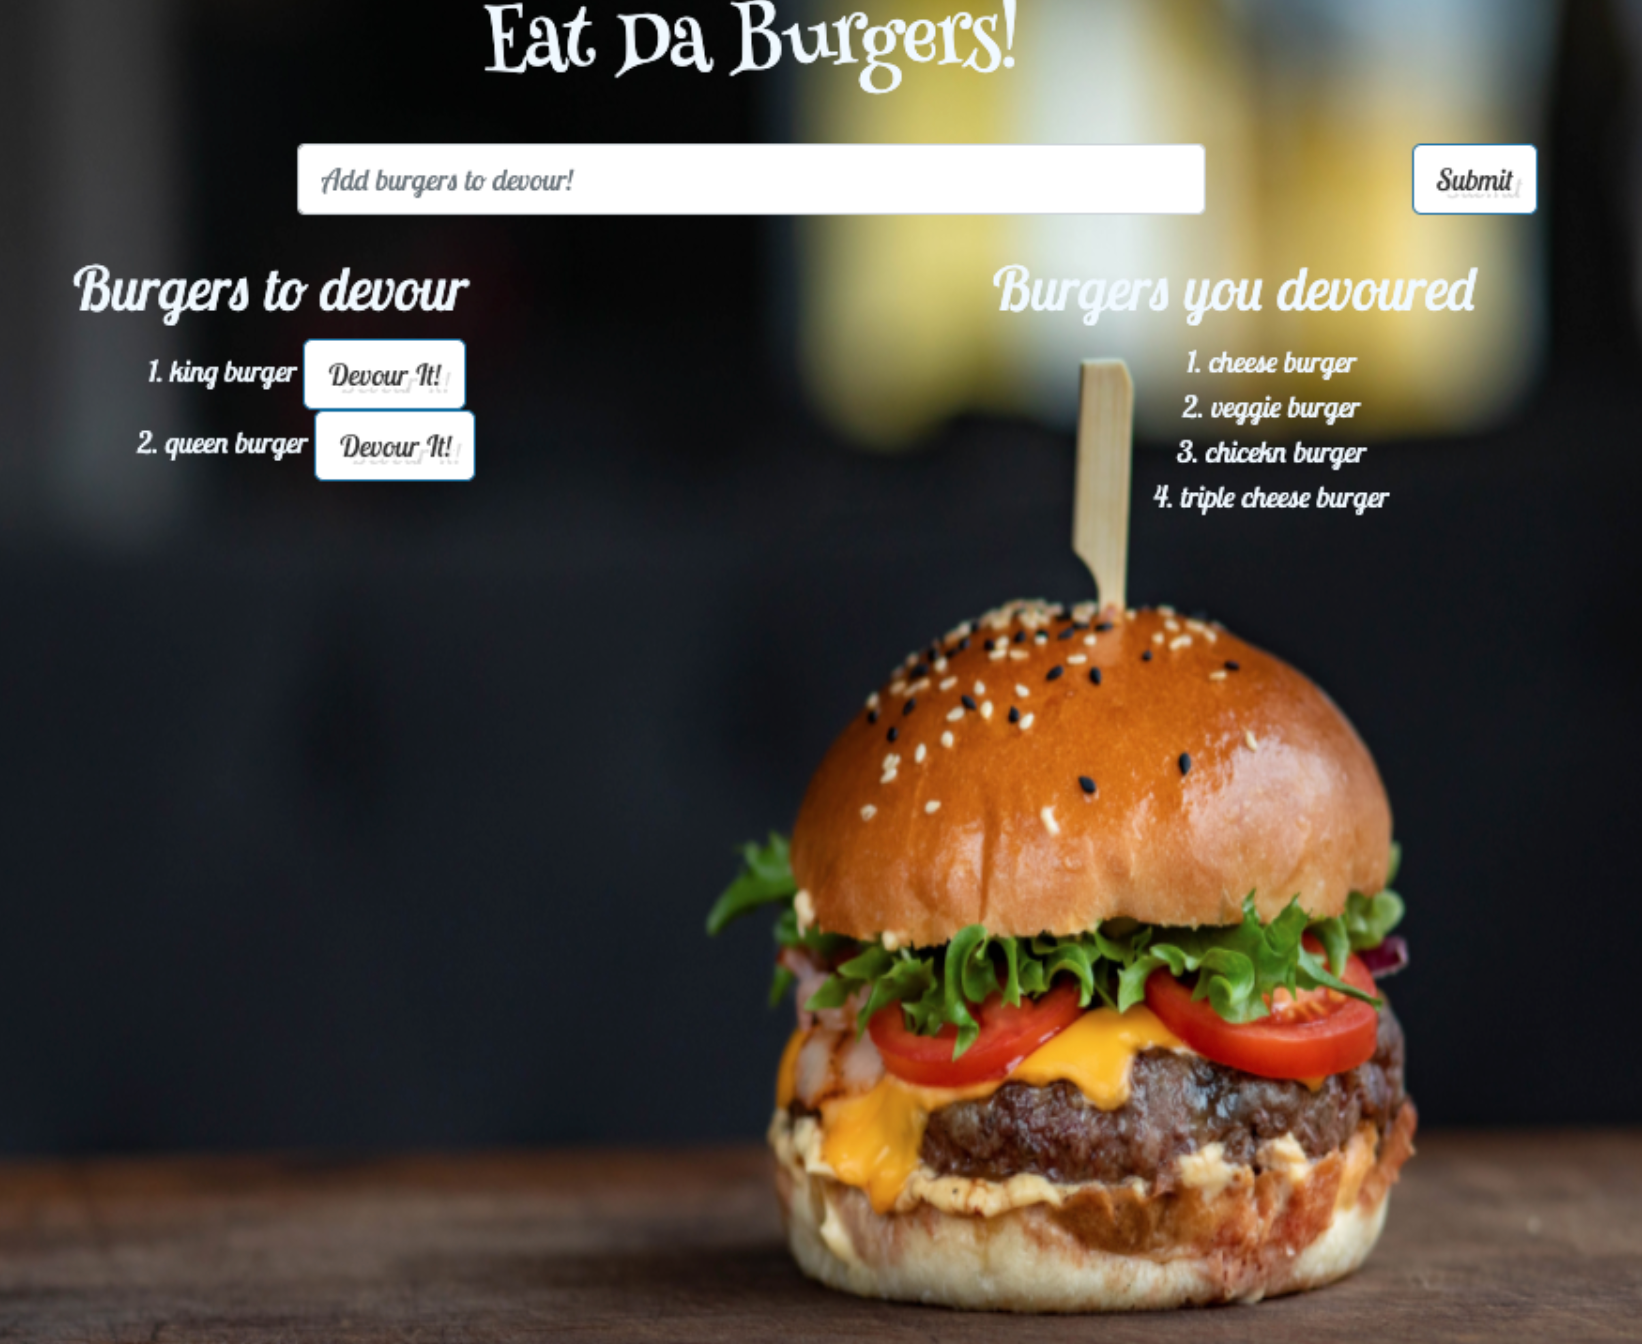 Eat Da Burgers!
Add burgers to devour!
Submit
Burgers to devour
1. king burger Devour It!
2. queen burger Devour It!
Burgers you devoured
1. cheese burger
2. veggie burger
3. chicekn burger
4. triple cheese burger